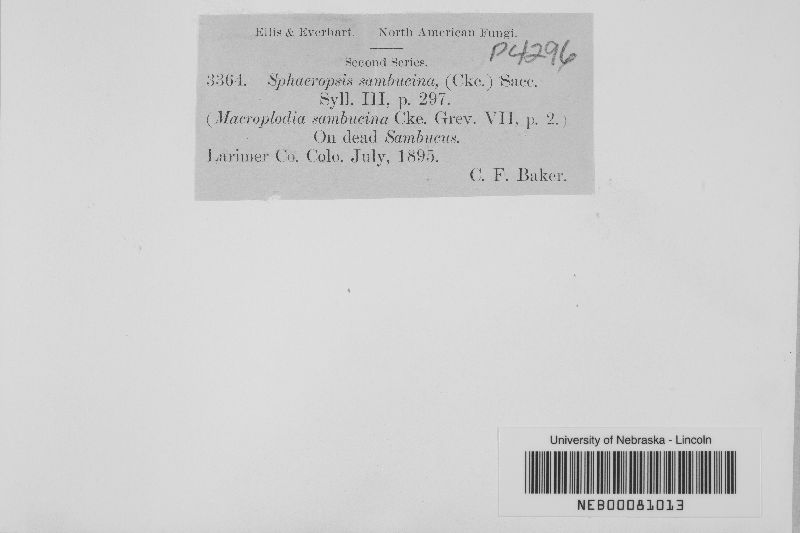 Ellis & Everhart. North American Fungi.
P4296
Second Series.
3364. Sphaeropsis sambucina, (Cke.) Sacc.
Syll. III, p. 297.
(Macroplodia sambucina Cke. Grev. VII, p. 2.)
On dead Sambucus.
Larimer Co. Colo. July, 1895.
C. F. Baker.
University of Nebraska - Lincoln
NEB00081013